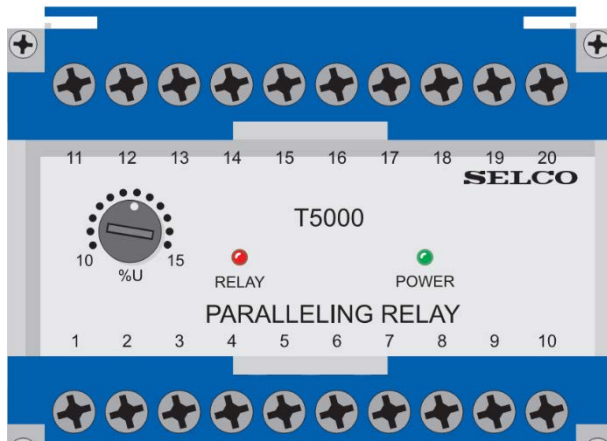 11 12 13 14 15 16 17 18 19 20
SELCO
T5000
10 15
%U
RELAY POWER
PARALLELING RELAY
1 2 3 4 5 6 7 8 9 10